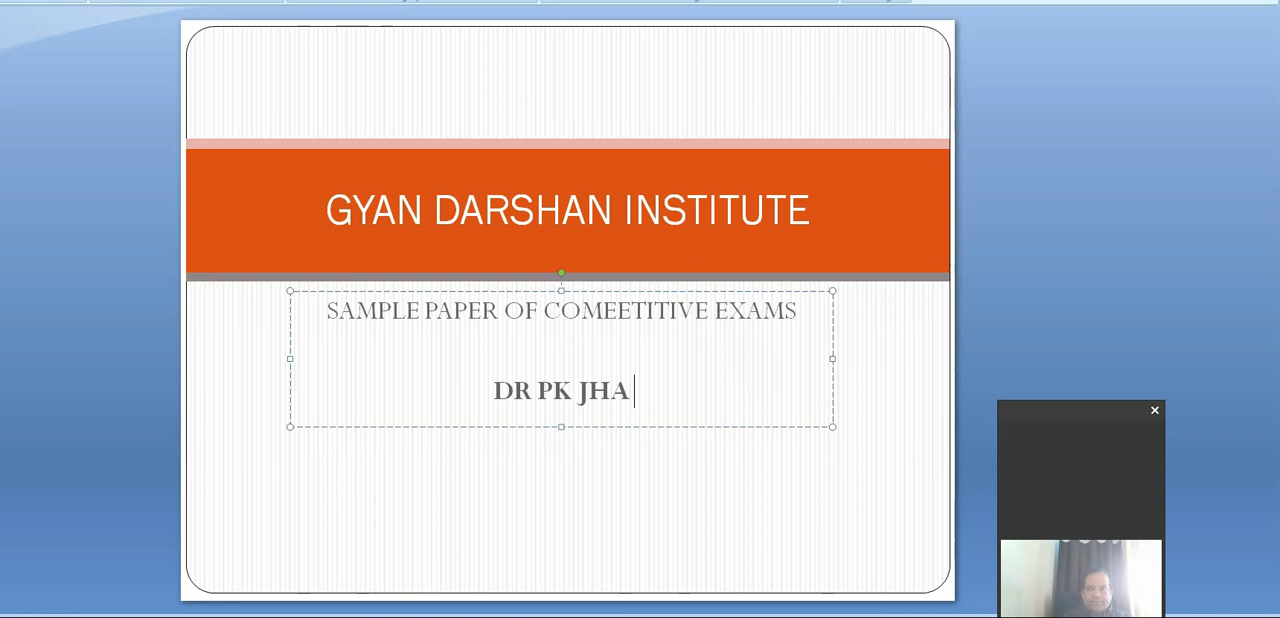 GYAN DARSHAN INSTITUTE
SAMPLE PAPER OF COMEETITIVE EXAMS
DR PK JHA